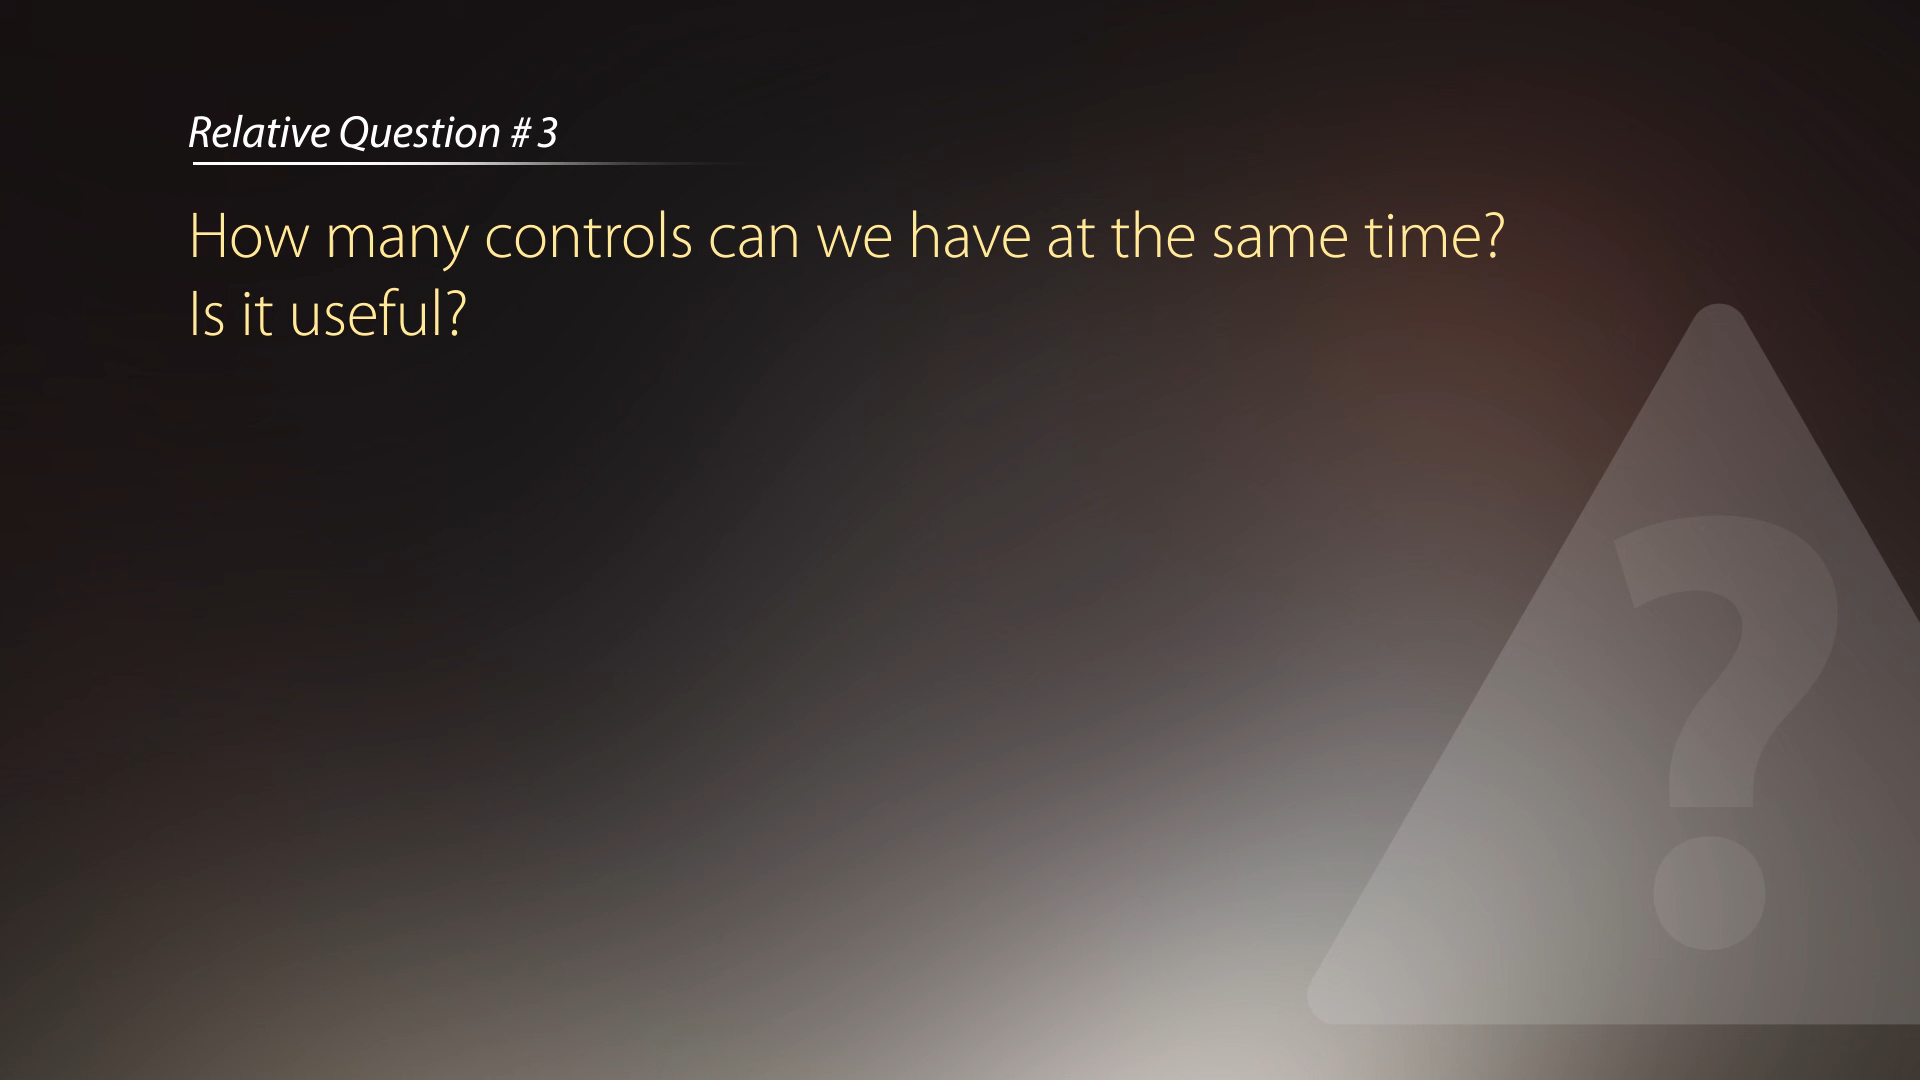 Relative Question # 3
How many controls can we have at the same time?
Is it useful?
?